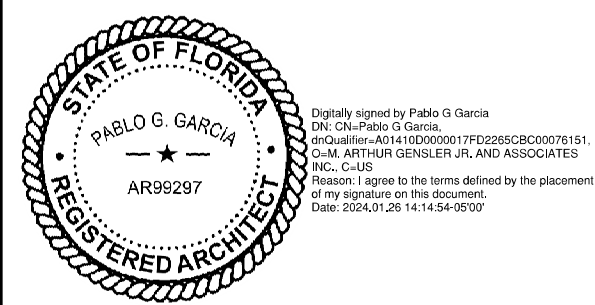 STATE OF FLORIDA
PABLO G. GARCIA
AR99297
REGISTERED ARCHITECT
Digitally signed by Pablo G Garcia
DN: CN=Pablo G Garcia,
dnQualifier=A01410D0000017FD2265CBC00076151,
O=M. ARTHUR GENSLER JR. AND ASSOCIATES
INC., C=US
Reason: I agree to the terms defined by the placement
of my signature on this document.
Date: 2024.01.26 14:14:54-05'00'